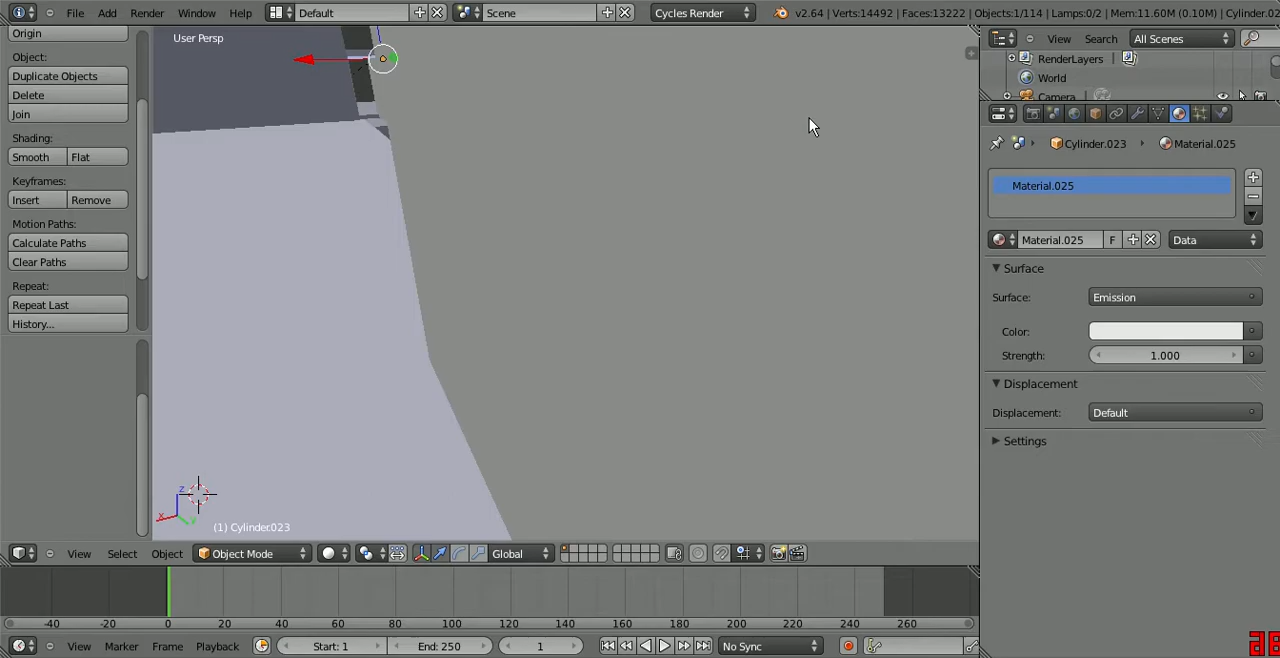 File Add Render Window Help Default Scene Cycles Render v2.64 | Verts:14492 | Faces:13222 | Objects:1/114 | Lamps:0/2 | Mem:11.60M (0.10M) | Cylinder.02
Origin
Object:
Duplicate Objects
Delete
Join
Shading:
Smooth Flat
Keyframes:
Insert Remove
Motion Paths:
Calculate Paths
Clear Paths
Repeat:
Repeat Last
History...
User Persp
z
x
y
(1) Cylinder.023
View Select Object Object Mode Global
-40 -20 0 20 40 60 80 100 120 140 160 180 200 220 240 260
View Marker Frame Playback Start: 1 End: 250 1 No Sync
View Search All Scenes
RenderLayers
World
Camera
Cylinder.023 Material.025
Material.025
Material.025 F Data
Surface
Surface: Emission
Color:
Strength: 1.000
Displacement
Displacement: Default
Settings